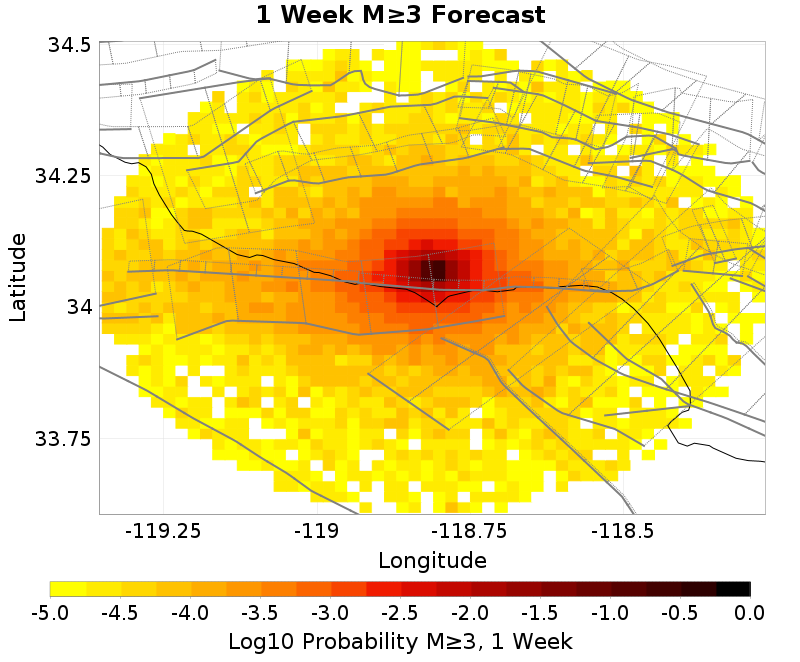 1 Week M≥3 Forecast
34.5
34.25
34
33.75
Latitude
-119.25 -119 -118.75 -118.5
Longitude
-5.0 -4.5 -4.0 -3.5 -3.0 -2.5 -2.0 -1.5 -1.0 -0.5 0.0
Log10 Probability M≥3, 1 Week